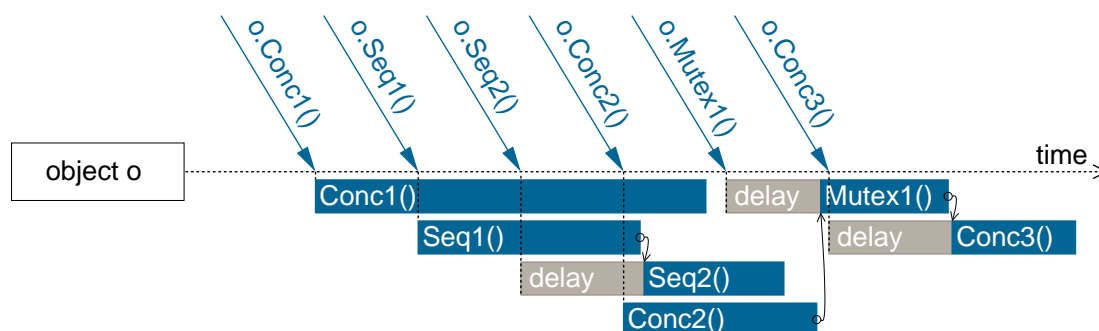 o.Conc1()
o.Seq1()
o.Seq2()
o.Conc2()
o.Mutex1()
o.Conc3()
object o
time
Conc1()
delay
Mutex1()
Seq1()
delay
Conc3()
delay
Seq2()
Conc2()